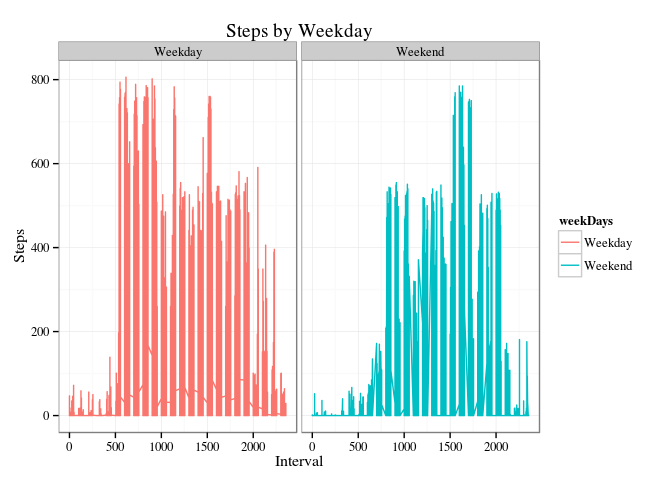 Steps by Weekday
Weekday
Weekend
Steps
800
600
400
200
0
0 500 1000 1500 2000
0 500 1000 1500 2000
Interval
weekDays
Weekday
Weekend